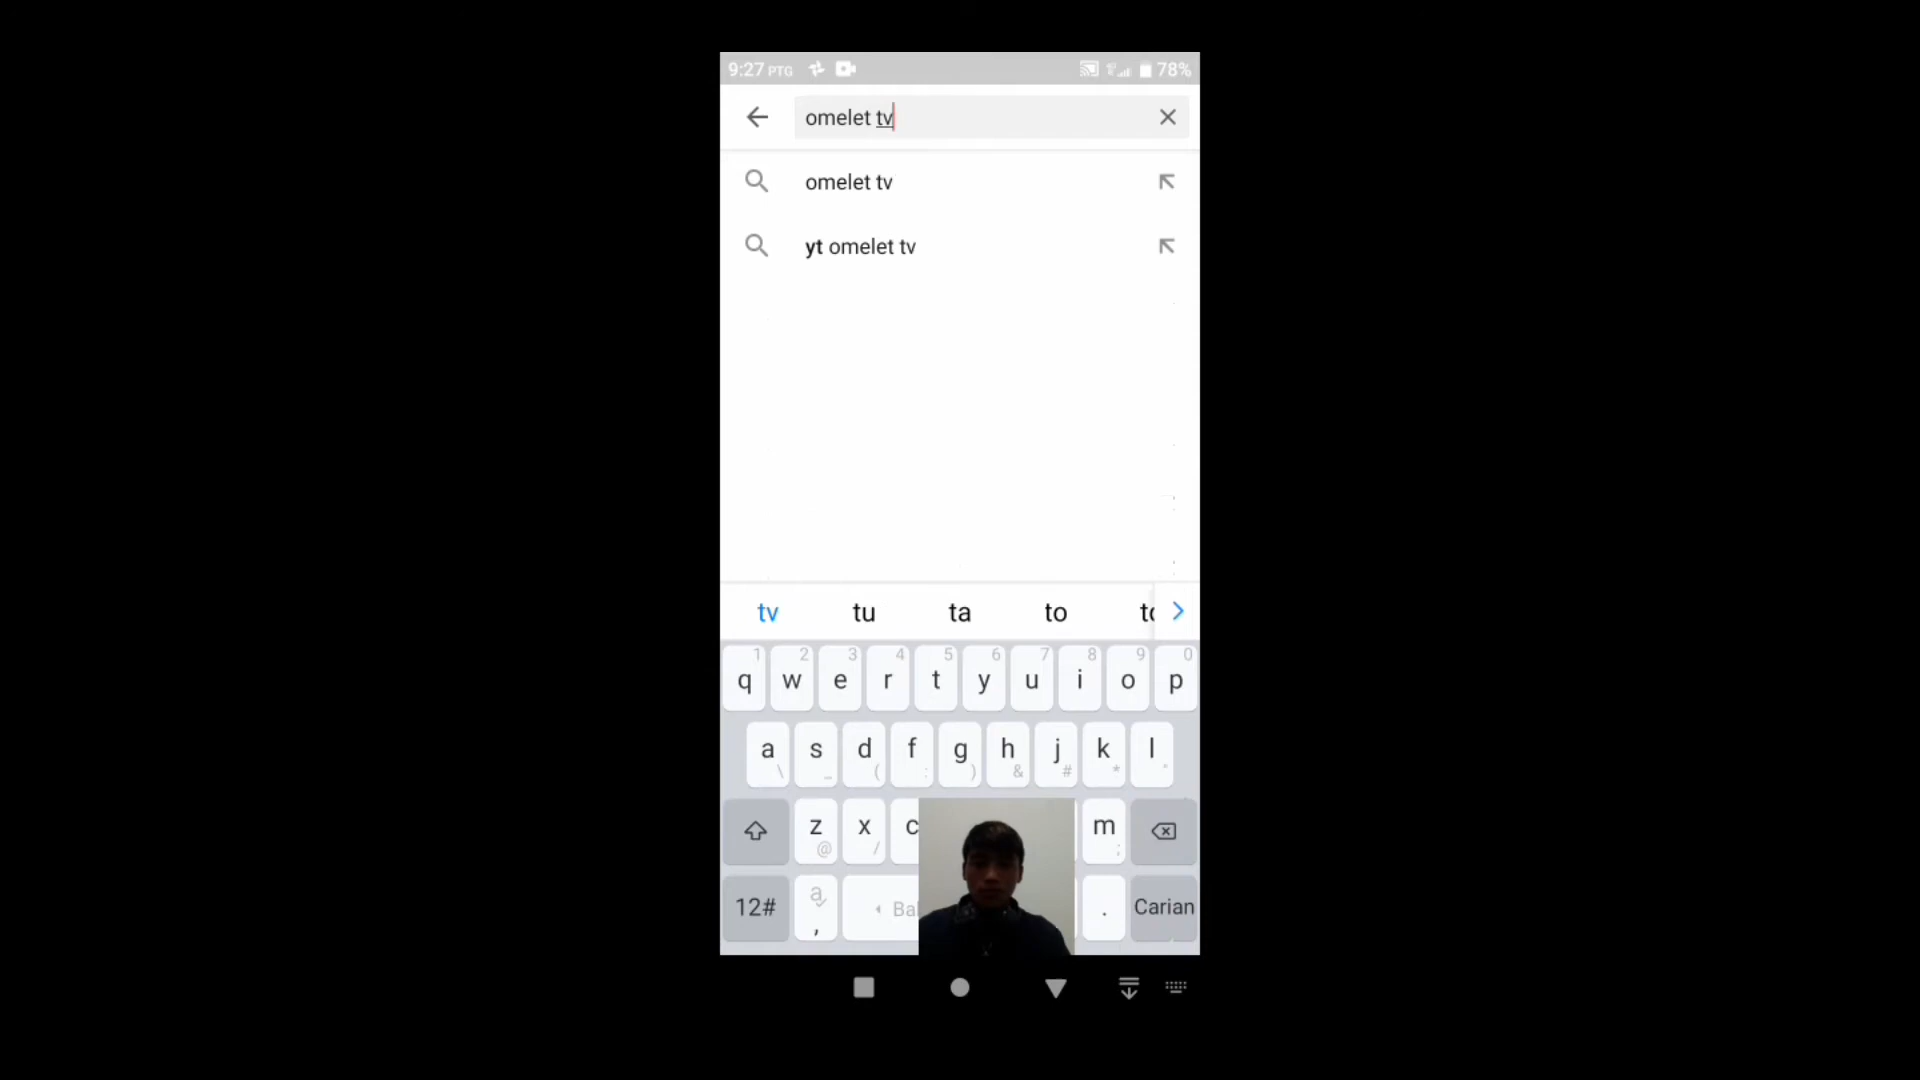 9:27 PTG 78%
omelet tv
omelet tv
yt omelet tv
tv tu ta to
1 2 3 4 5 6 7 8 9 0
q w e r t y u i o p
a s d f g h j k l
\ _ ( : ) & # * "
z x c m
@ / ;
12# a , Ba . Carian